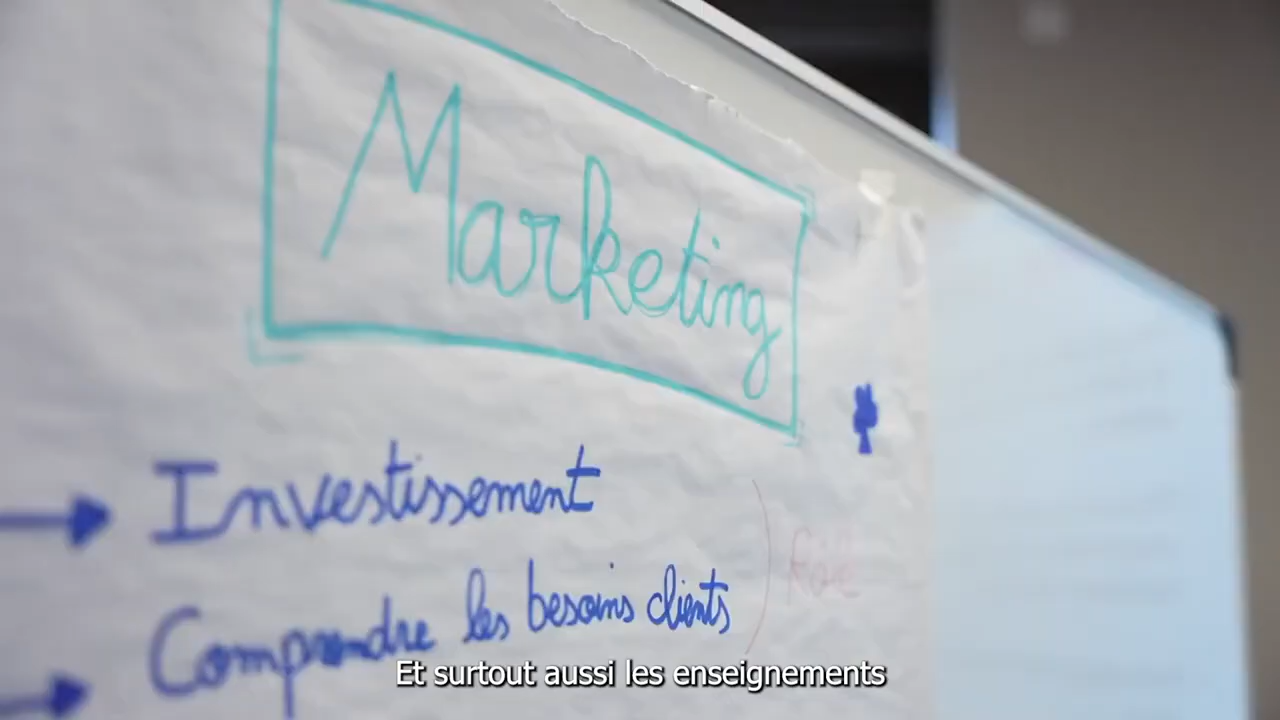 Marketing
Investissement
Comprendre les besoins clients
Et surtout aussi les enseignements